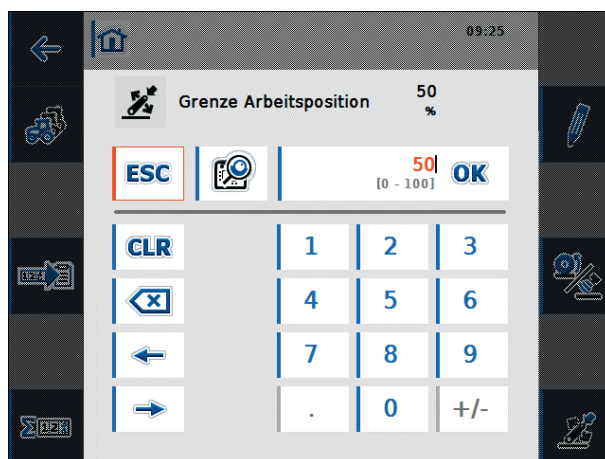 09:25
Grenze Arbeitsposition 50
%
ESC 50 OK
[0 - 100]
CLR 1 2 3
4 5 6
7 8 9
. 0 +/-